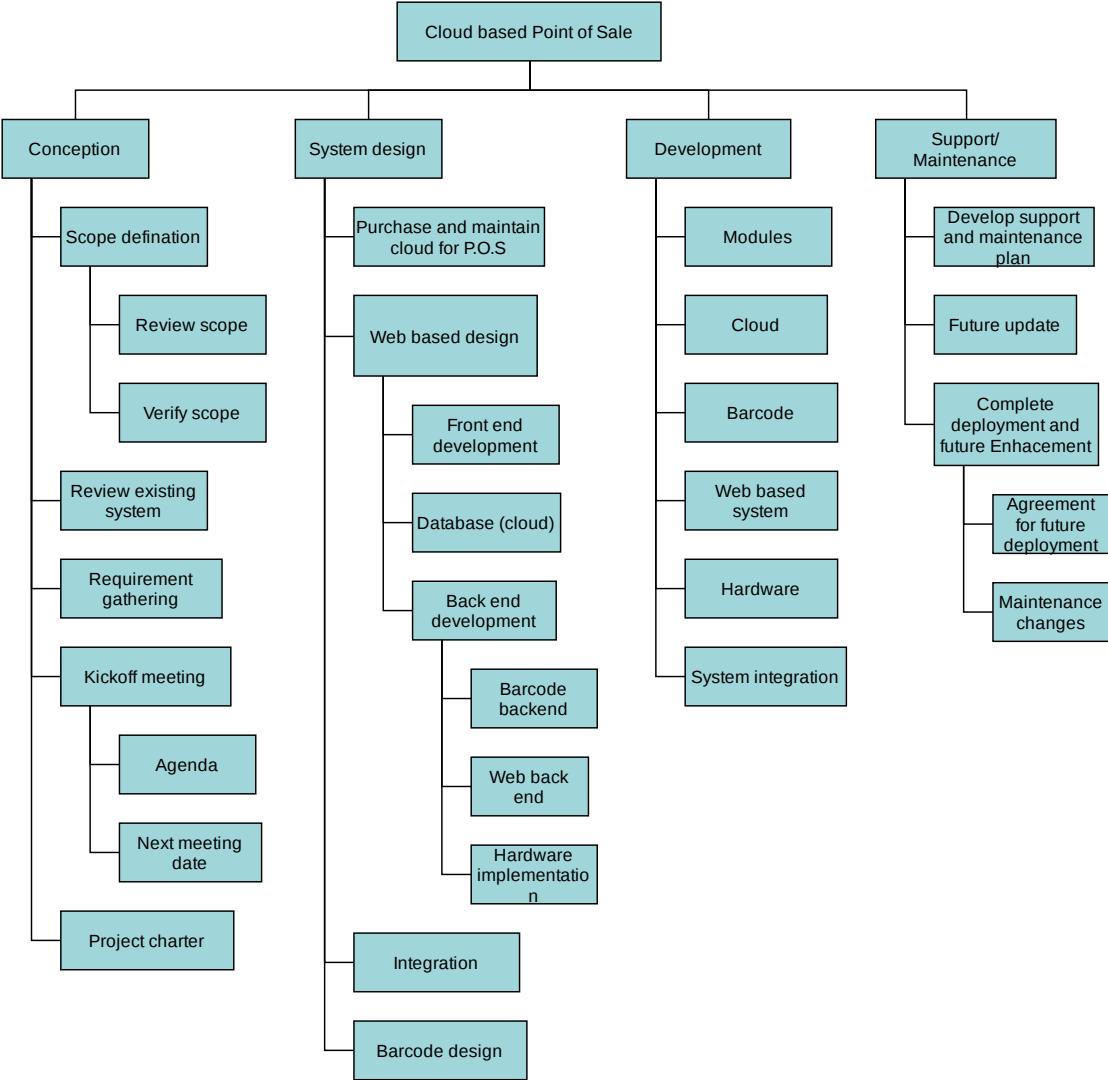 Cloud based Point of Sale
Conception
Scope defination
Review scope
Verify scope
Review existing
system
Requirement
gathering
Kickoff meeting
Agenda
Next meeting
date
Project charter
System design
Purchase and maintain
cloud for P.O.S
Web based design
Front end
development
Database (cloud)
Back end
development
Barcode
backend
Web back
end
Hardware
implementatio
n
Integration
Barcode design
Development
Modules
Cloud
Barcode
Web based
system
Hardware
System integration
Support/
Maintenance
Develop support
and maintenance
plan
Future update
Complete
deployment and
future Enhacement
Agreement
for future
deployment
Maintenance
changes